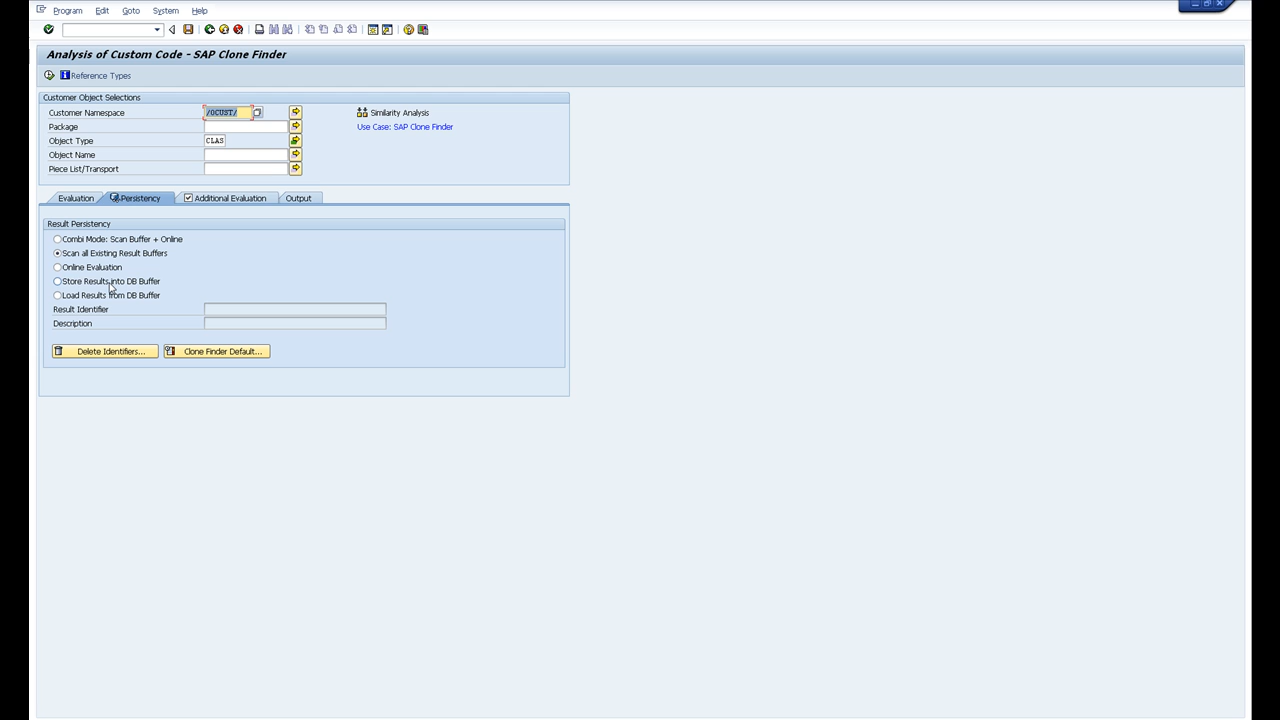 Program Edit Goto System Help
Analysis of Custom Code - SAP Clone Finder
Reference Types
Customer Object Selections
Customer Namespace /0CUST/ Similarity Analysis
Package Use Case: SAP Clone Finder
Object Type CLAS
Object Name
Piece List/Transport
Evaluation Persistency Additional Evaluation Output
Result Persistency
Combi Mode: Scan Buffer + Online
Scan all Existing Result Buffers
Online Evaluation
Store Results into DB Buffer
Load Results from DB Buffer
Result Identifier
Description
Delete Identifiers... Clone Finder Default...